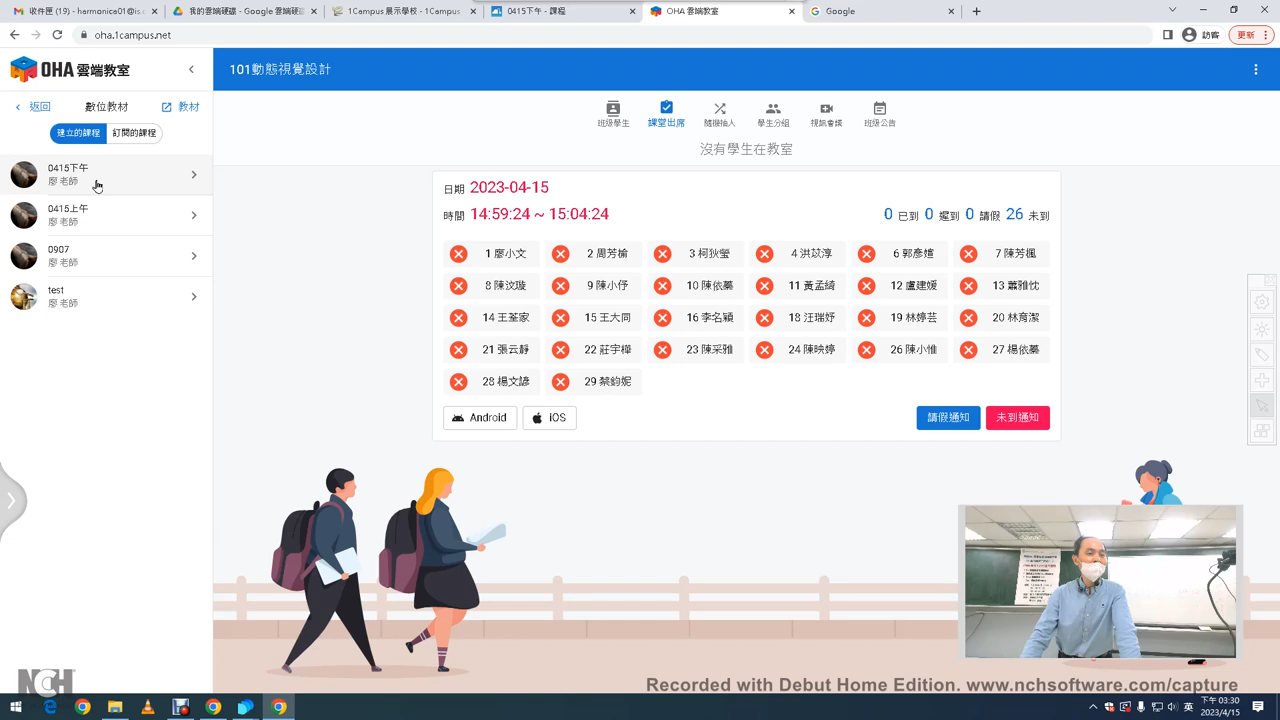 收件匣 (19) - harmonica01@is
我的雲端硬碟 - Google 雲端硬
1Campus 展示學校 - 1Campus
0415下午 - 課程
OHA 雲端教室
Google
oha.1campus.net
訪客
更新
OHA 雲端教室
101動態視覺設計
返回
數位教材
教材
建立的課程
訂閱的課程
0415下午
廖 老師
0415上午
廖 老師
0907
廖 老師
test
廖 老師
班級學生
課堂出席
隨機抽人
學生分組
視訊會議
班級公告
沒有學生在教室
日期 2023-04-15
時間 14:59:24 ~ 15:04:24
0 已到 0 遲到 0 請假 26 未到
1 廖小文 2 周芳榆 3 柯狄瑩 4 洪苡淳 6 郭彥媗 7 陳芳楓
8 陳汶璇 9 陳小伃 10 陳依蓁 11 黃孟綺 12 盧建媛 13 蕭雅忱
14 王荃家 15 王大同 16 李名穎 18 汪瑞妤 19 林婷芸 20 林育潔
21 張云靜 22 莊宇樺 23 陳采雅 24 陳映婷 26 陳小惟 27 楊依蓁
28 楊文諺 29 蔡鈞妮
Android
iOS
請假通知
未到通知
NCH
Recorded with Debut Home Edition. www.nchsoftware.com/capture
英
下午 03:30
2023/4/15